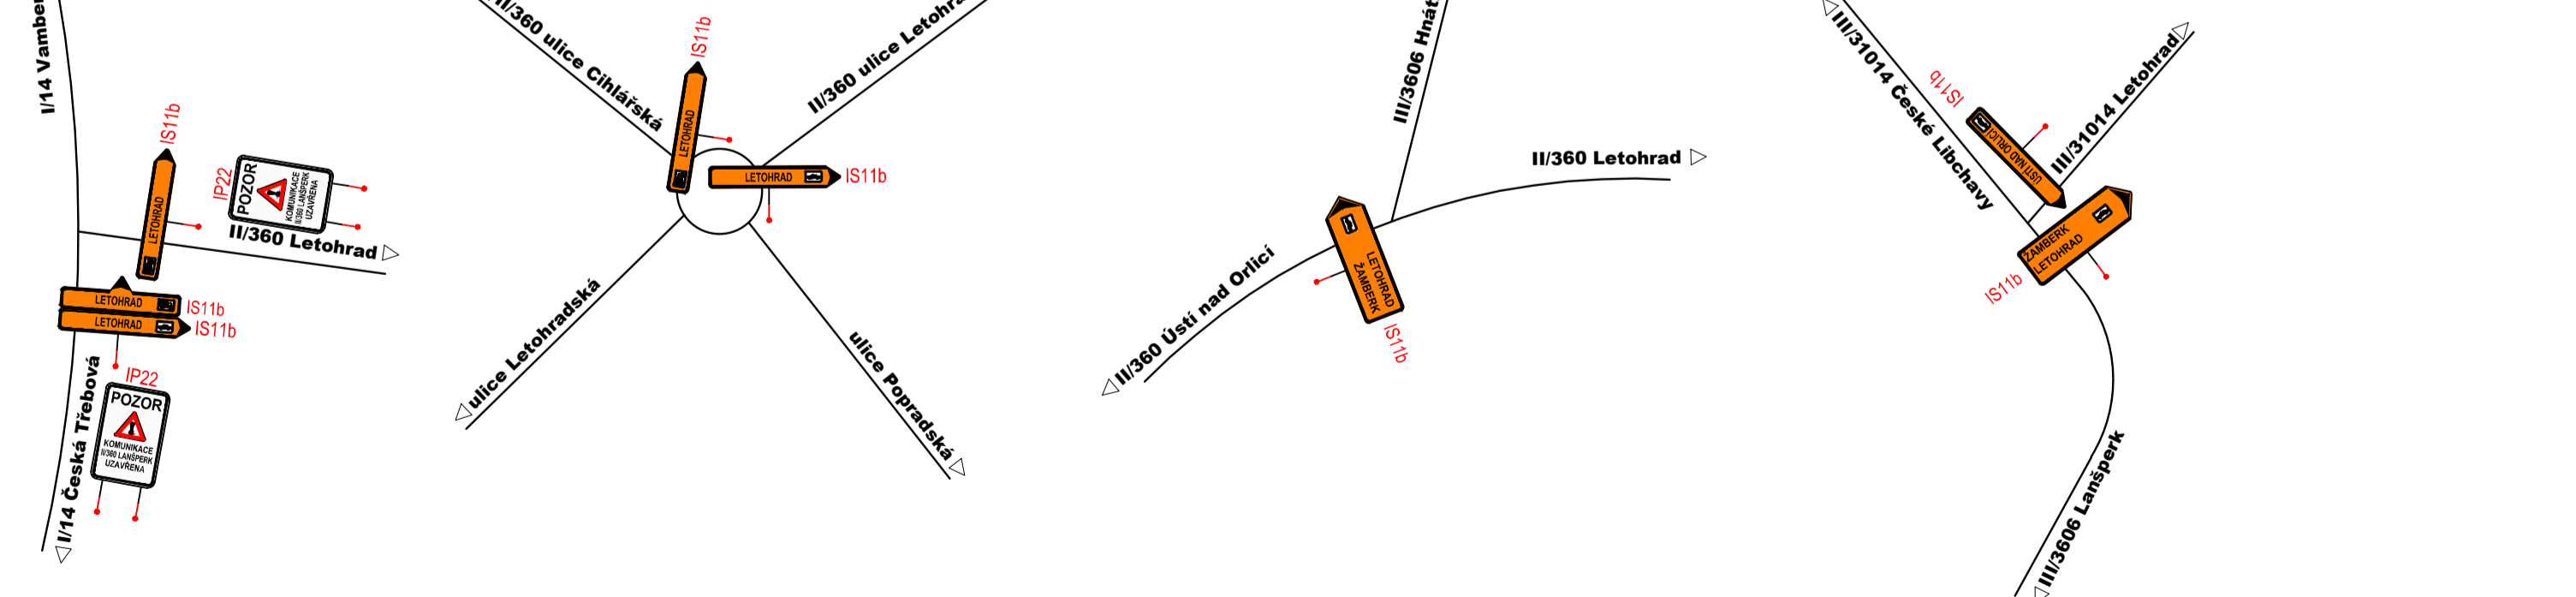 I/14 Vamber
IS11b
LETOHRAD
IP22
POZOR
KOMUNIKACE
II/360 LANŠPERK
UZAVŘENA
II/360 Letohrad
LETOHRAD
IS11b
LETOHRAD
IS11b
I/14 Česká Třebová
IP22
POZOR
KOMUNIKACE
II/360 LANŠPERK
UZAVŘENA
II/360 ulice Cihlářská
IS11b
LETOHRAD
II/360 ulice Letohra
LETOHRAD
IS11b
ulice Letohradská
ulice Popradská
III/3606 Hnát
II/360 Letohrad
II/360 Ústí nad Orlicí
LETOHRAD
ŽAMBERK
IS11b
III/31014 České Libchavy
IS11b
ÚSTÍ NAD ORLICÍ
III/31014 Letohrad
ŽAMBERK
LETOHRAD
IS11b
III/3606 Lanšperk